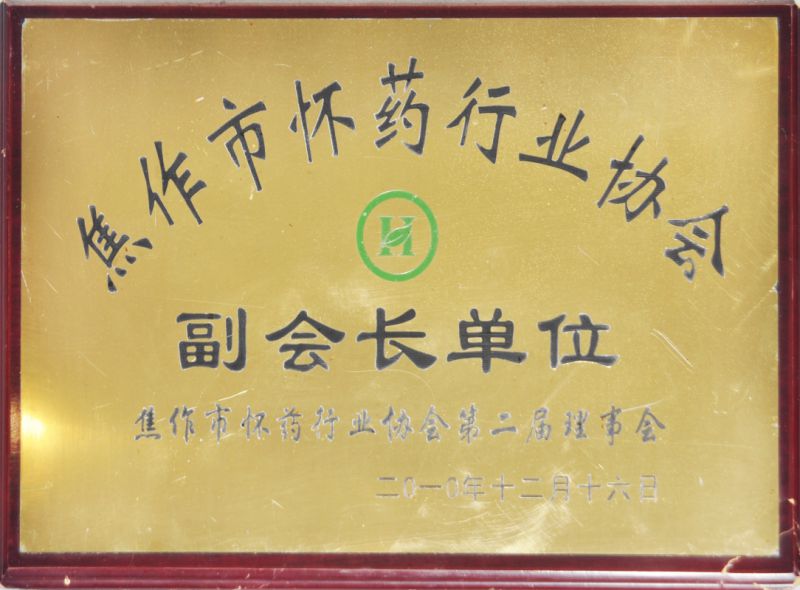 焦作市怀药行业协会
H
副会长单位
焦作市怀药行业协会第二届理事会
二〇一〇年十二月十六日